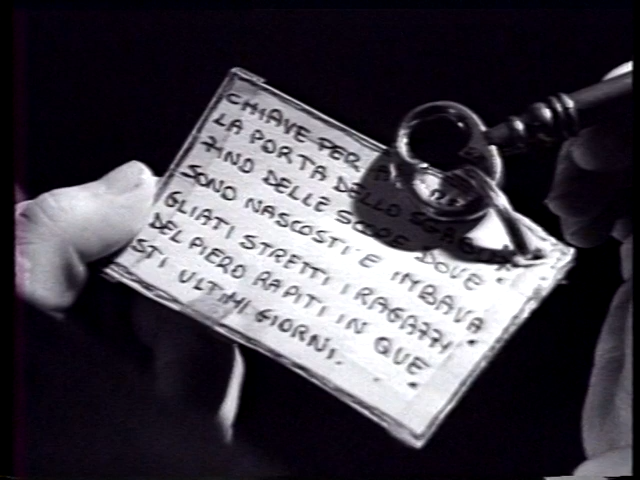 CHIAVE PER A
LA PORTA DELLO SGABUZ
ZINO DELLE SCOPE DOVE
SONO NASCOSTI E IMBAVA
GLIATI STRETTI I RAGAZZI
DEL PIERO RAPITI IN QUE
STI ULTIMI GIORNI.